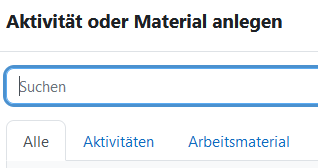 Aktivität oder Material anlegen
Suchen
Alle Aktivitäten Arbeitsmaterial